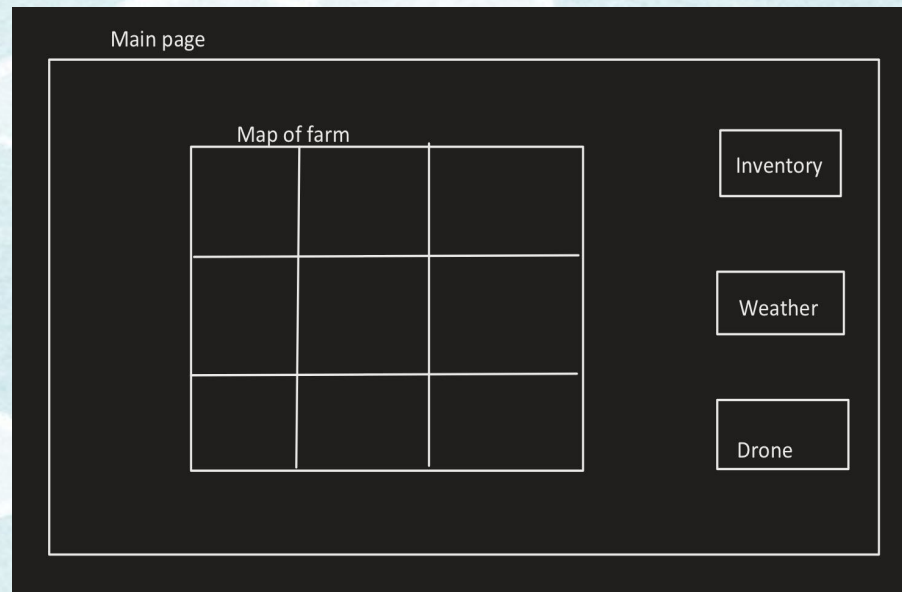 Main page
Map of farm
Inventory
Weather
Drone